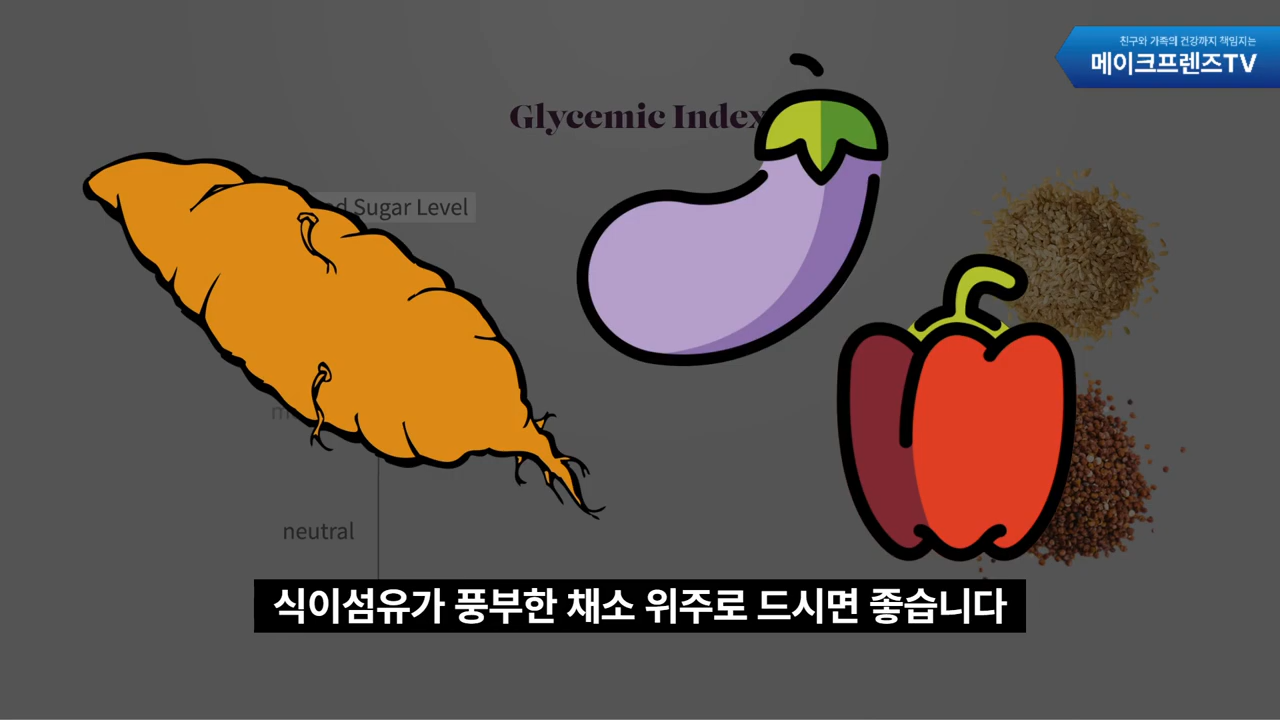 친구와 가족의 건강까지 책임지는
메이크프렌즈TV
Glycemic Index
Sugar Level
neutral
식이섬유가 풍부한 채소 위주로 드시면 좋습니다